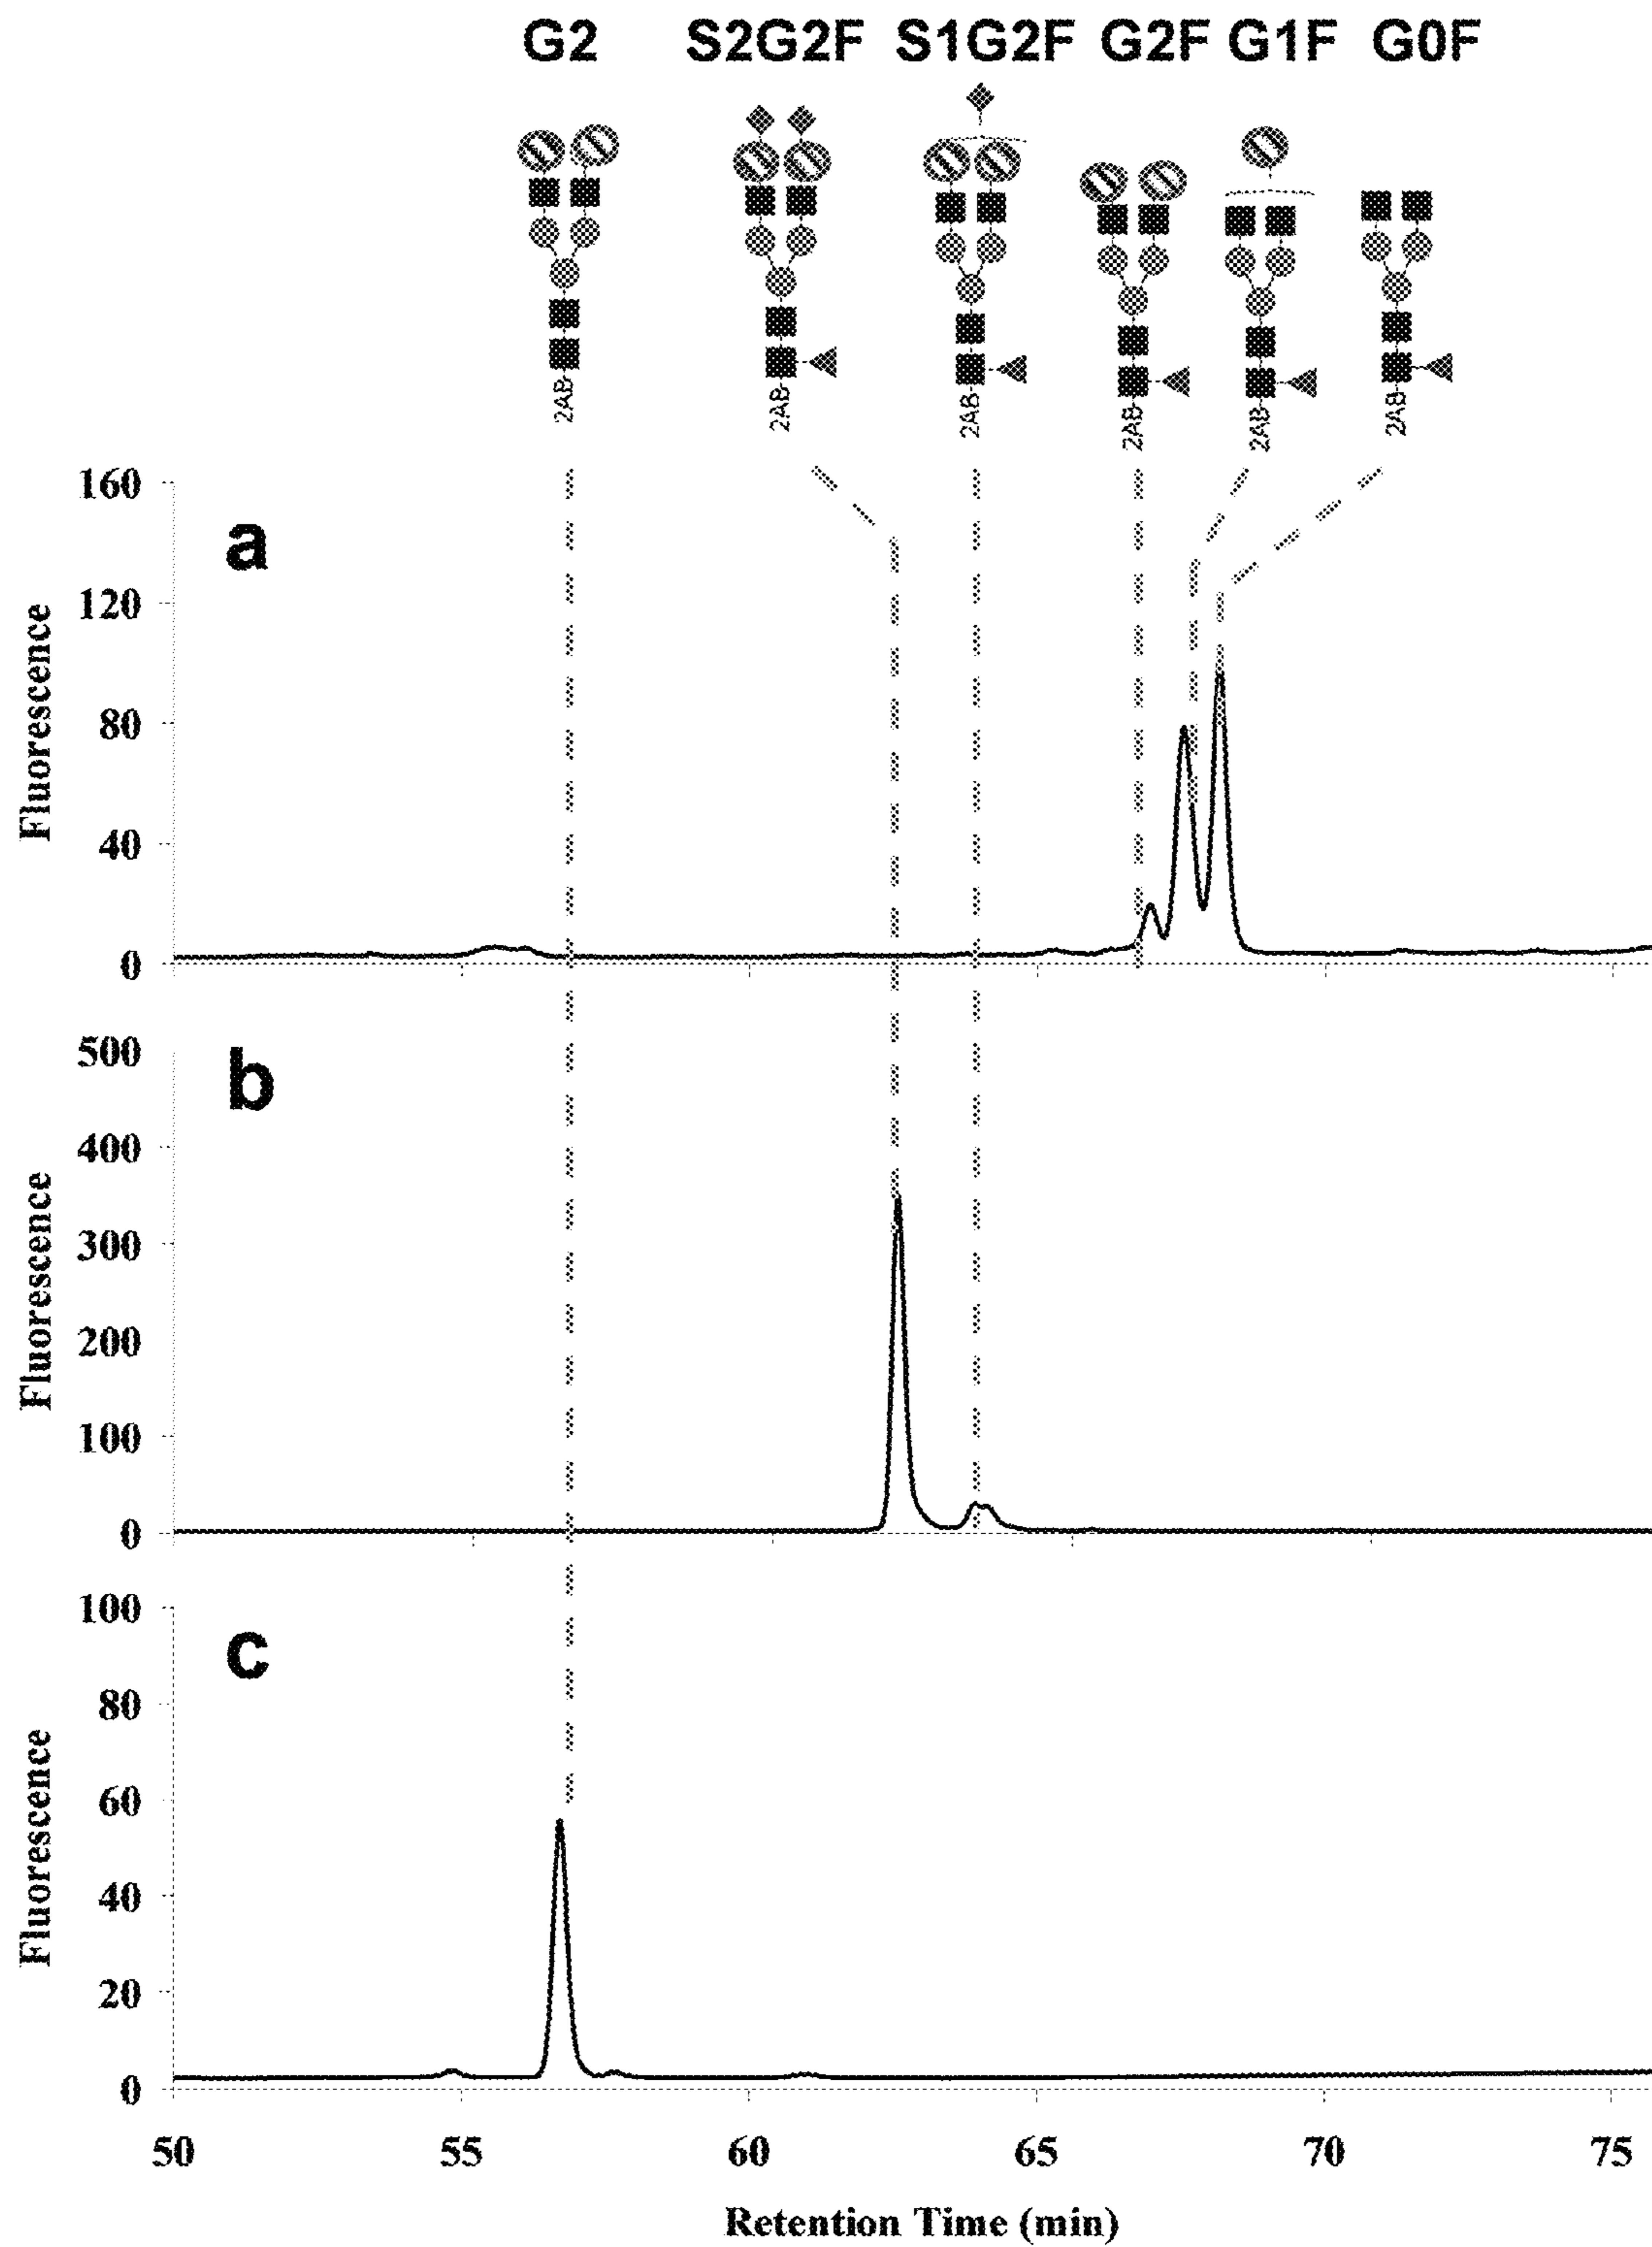 G2 S2G2F S1G2F G2F G1F G0F
2AB 2AB 2AB 2AB 2AB 2AB
a
160
120
80
40
0
Fluorescence
b
500
400
300
200
100
0
Fluorescence
c
100
80
60
40
20
0
Fluorescence
50 55 60 65 70 75
Retention Time (min)